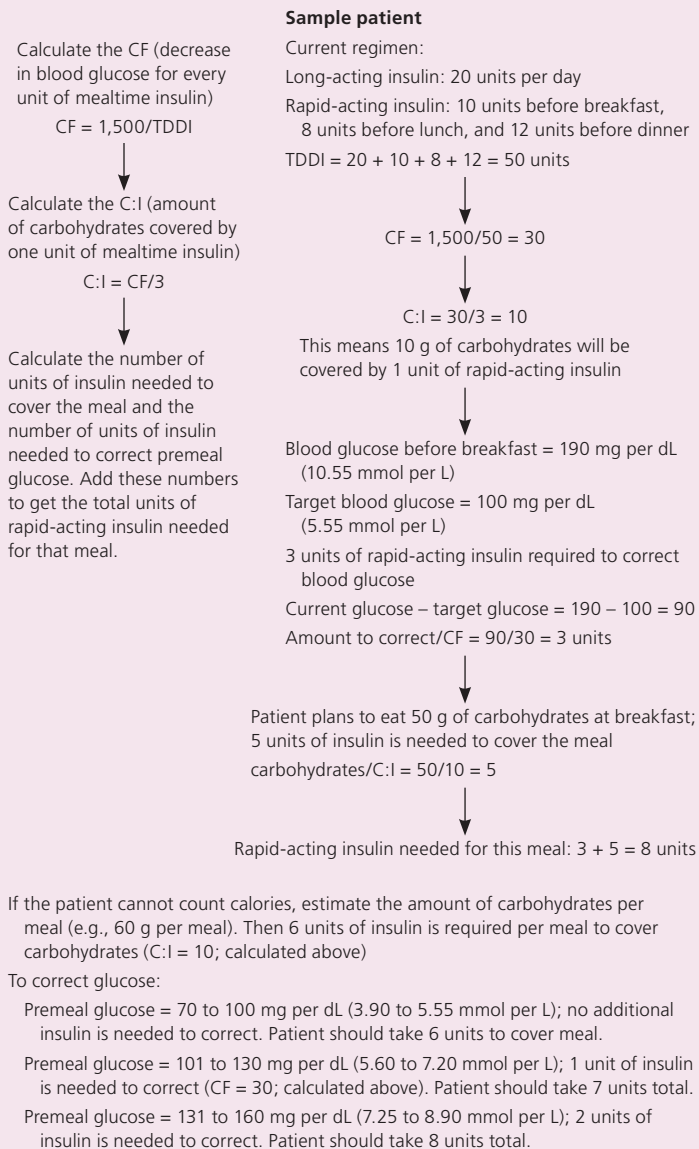 Calculate the CF (decrease
in blood glucose for every
unit of mealtime insulin)
CF = 1,500/TDDI
Calculate the C:I (amount
of carbohydrates covered by
one unit of mealtime insulin)
C:I = CF/3
Calculate the number of
units of insulin needed to
cover the meal and the
number of units of insulin
needed to correct premeal
glucose. Add these numbers
to get the total units of
rapid-acting insulin needed
for that meal.
Sample patient
Current regimen:
Long-acting insulin: 20 units per day
Rapid-acting insulin: 10 units before breakfast,
8 units before lunch, and 12 units before dinner
TDDI = 20 + 10 + 8 + 12 = 50 units
CF = 1,500/50 = 30
C:I = 30/3 = 10
This means 10 g of carbohydrates will be
covered by 1 unit of rapid-acting insulin
Blood glucose before breakfast = 190 mg per dL
(10.55 mmol per L)
Target blood glucose = 100 mg per dL
(5.55 mmol per L)
3 units of rapid-acting insulin required to correct
blood glucose
Current glucose – target glucose = 190 – 100 = 90
Amount to correct/CF = 90/30 = 3 units
Patient plans to eat 50 g of carbohydrates at breakfast;
5 units of insulin is needed to cover the meal
carbohydrates/C:I = 50/10 = 5
Rapid-acting insulin needed for this meal: 3 + 5 = 8 units
If the patient cannot count calories, estimate the amount of carbohydrates per
meal (e.g., 60 g per meal). Then 6 units of insulin is required per meal to cover
carbohydrates (C:I = 10; calculated above)
To correct glucose:
Premeal glucose = 70 to 100 mg per dL (3.90 to 5.55 mmol per L); no additional
insulin is needed to correct. Patient should take 6 units to cover meal.
Premeal glucose = 101 to 130 mg per dL (5.60 to 7.20 mmol per L); 1 unit of insulin
is needed to correct (CF = 30; calculated above). Patient should take 7 units total.
Premeal glucose = 131 to 160 mg per dL (7.25 to 8.90 mmol per L); 2 units of
insulin is needed to correct. Patient should take 8 units total.